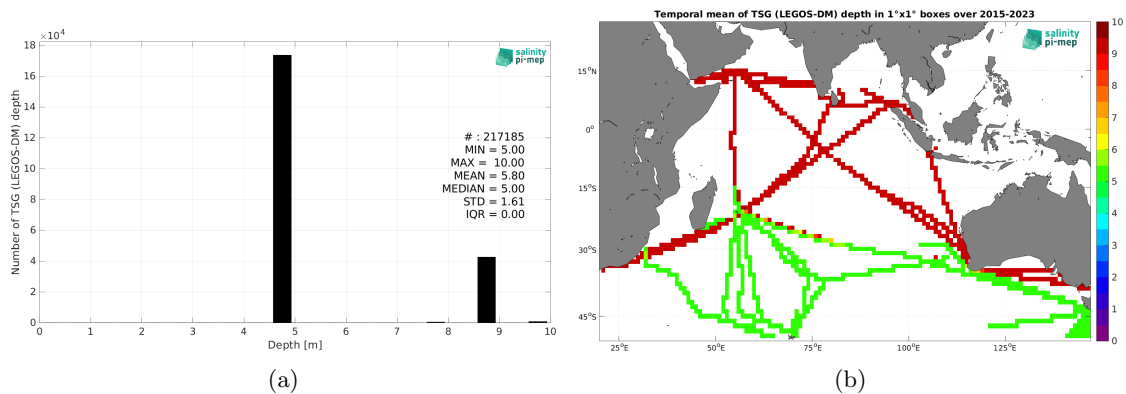 ×10⁴
18
16
14
12
10
8
6
4
2
0
Number of TSG (LEGOS-DM) depth
salinity
pi-mep
# : 217185
MIN = 5.00
MAX = 10.00
MEAN = 5.80
MEDIAN = 5.00
STD = 1.61
IQR = 0.00
0 1 2 3 4 5 6 7 8 9 10
Depth [m]
(a)
Temporal mean of TSG (LEGOS-DM) depth in 1°x1° boxes over 2015-2023
salinity
pi-mep
15°N
0°
15°S
30°S
45°S
25°E 50°E 75°E 100°E 125°E
10
9
8
7
6
5
4
3
2
1
0
(b)